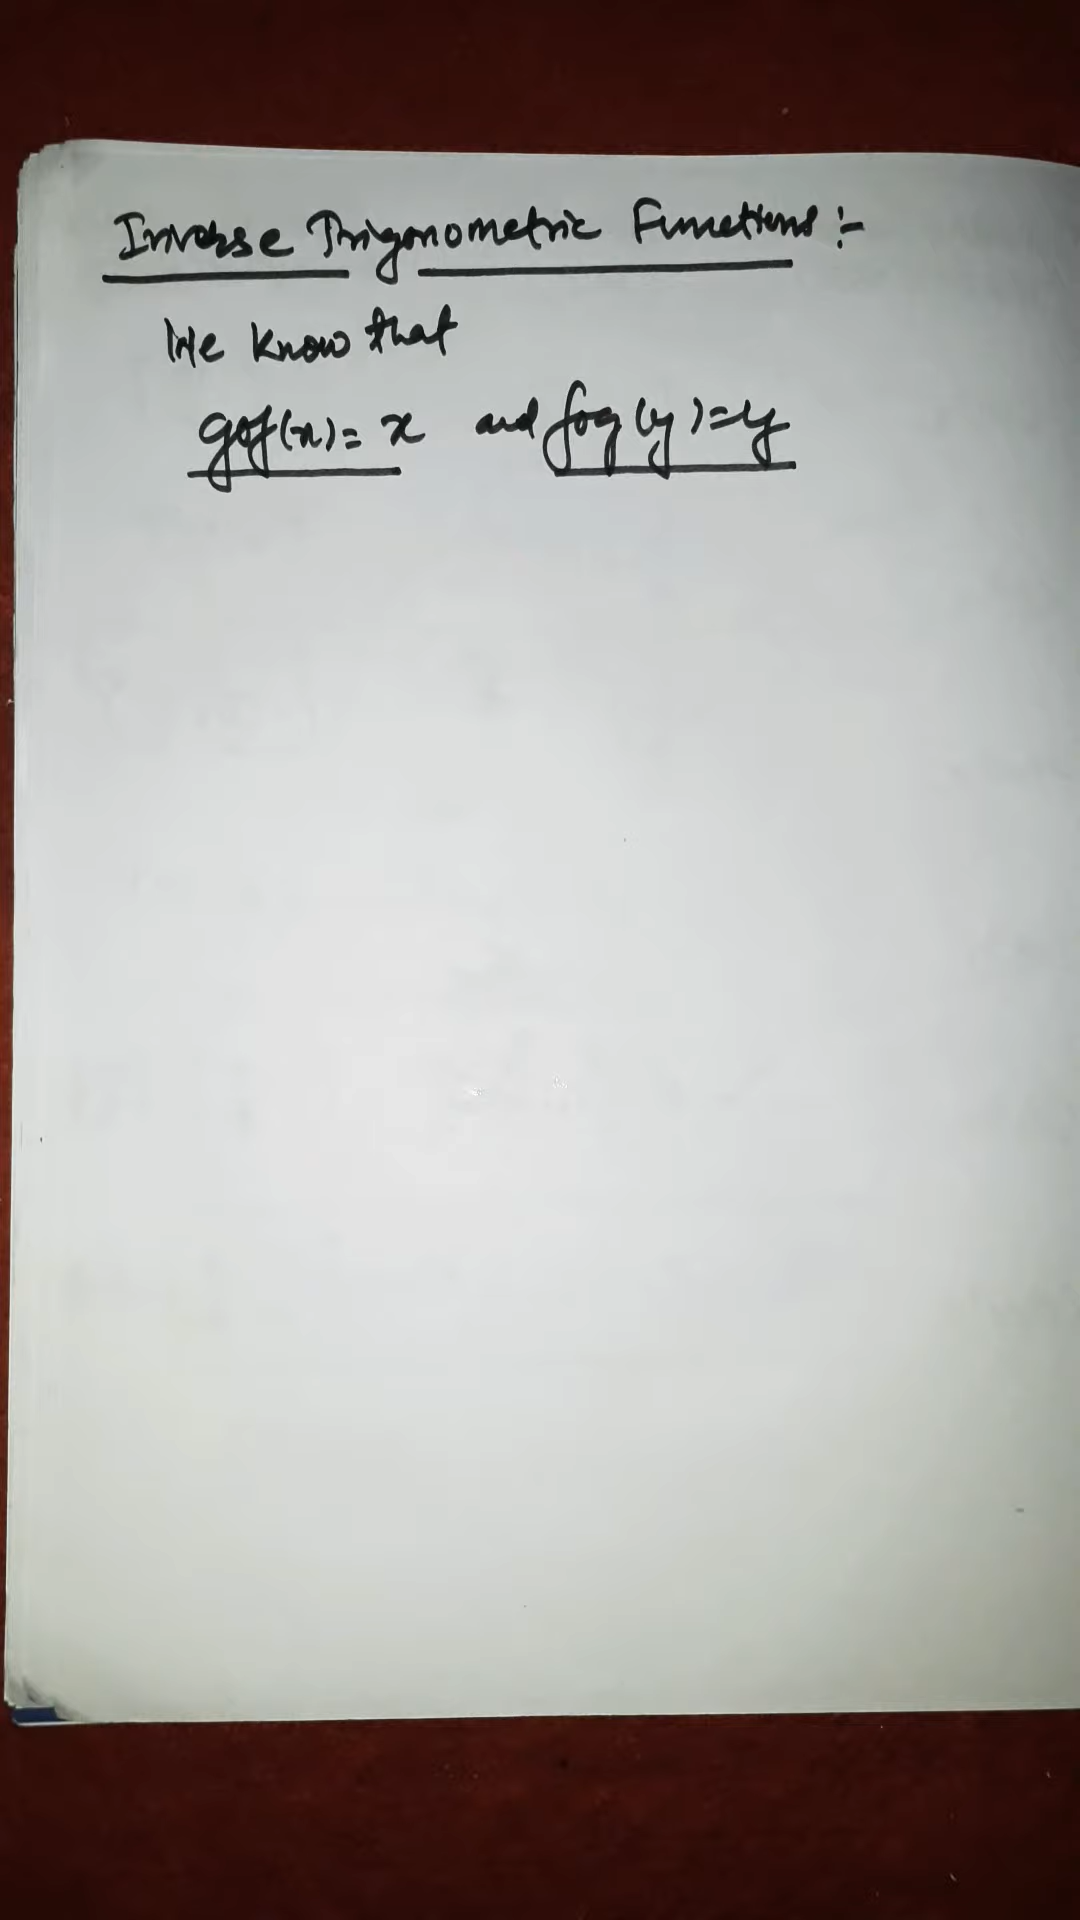 Inverse Trigonometric Functions :-
We know that
gof(x) = x and fog(y) = y